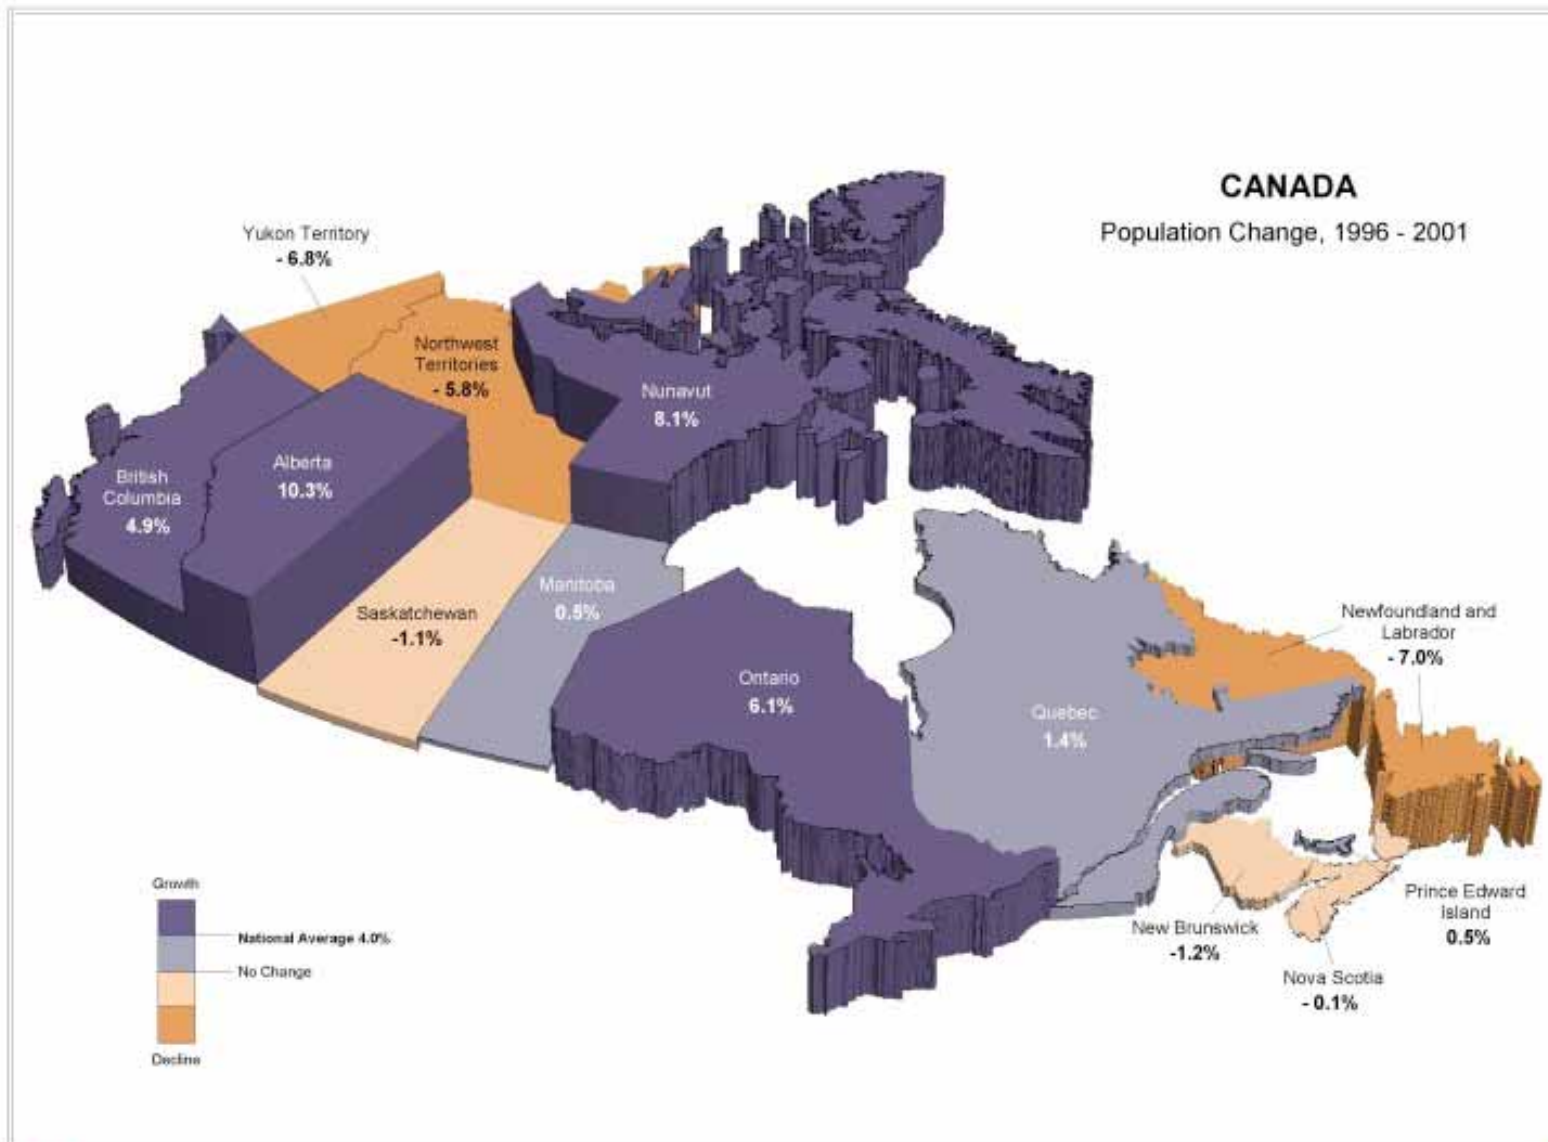 CANADA
Population Change, 1996 - 2001
Yukon Territory
- 6.8%
Northwest
Territories
- 5.8%
Nunavut
8.1%
British
Columbia
4.9%
Alberta
10.3%
Saskatchewan
-1.1%
Manitoba
0.5%
Ontario
6.1%
Quebec
1.4%
Newfoundland and
Labrador
- 7.0%
Prince Edward
Island
0.5%
New Brunswick
-1.2%
Nova Scotia
- 0.1%
Growth
National Average 4.0%
No Change
Decline